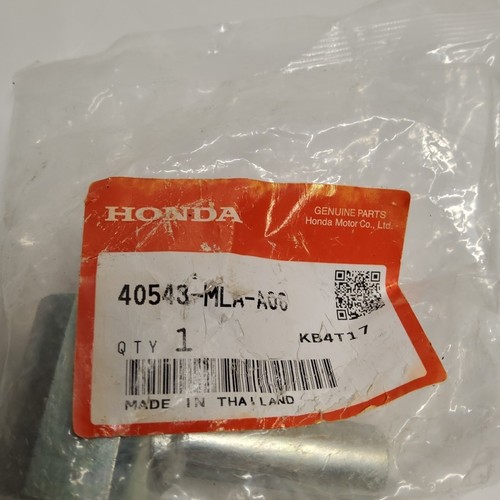 HONDA
GENUINE PARTS
Honda Motor Co., Ltd.
40543-MLA-A00
QTY 1
KB4T17
MADE IN THAILAND